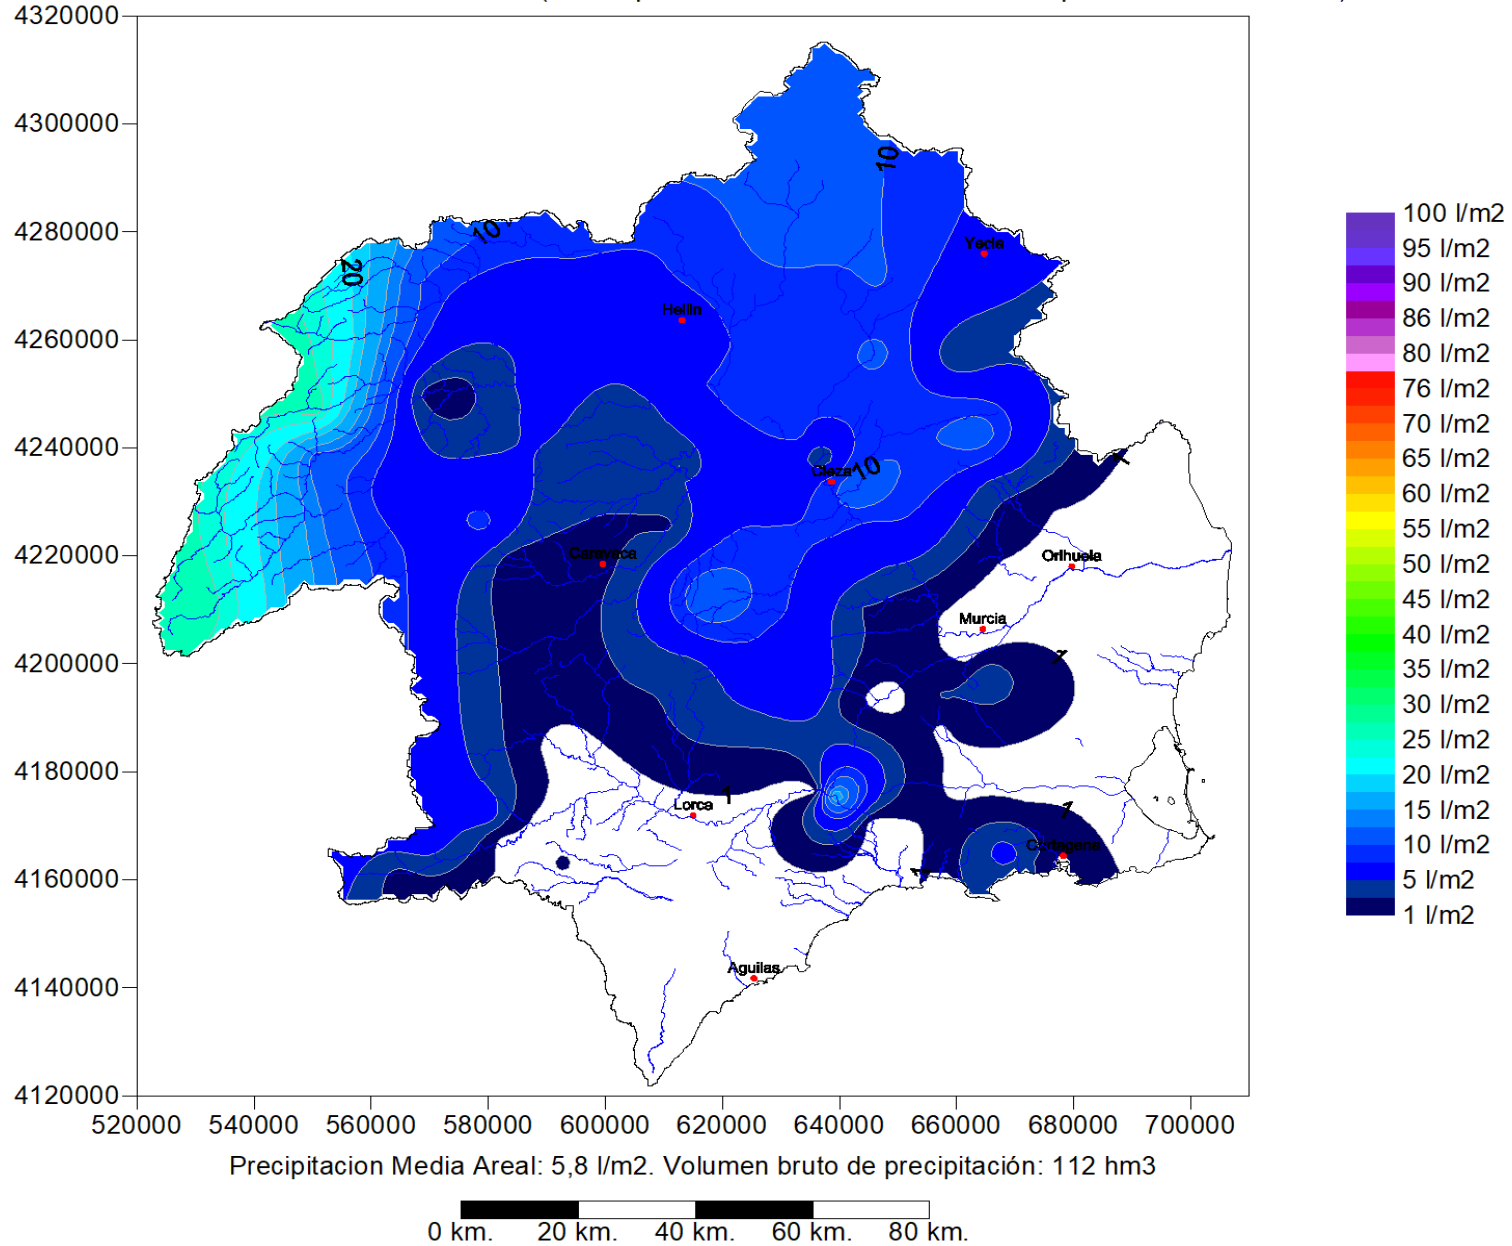 4320000
4300000
4280000
4260000
4240000
4220000
4200000
4180000
4160000
4140000
4120000
520000 540000 560000 580000 600000 620000 640000 660000 680000 700000
10
10
20
Yecla
Hellin
Cieza
10
Caravaca
Orihuela
Murcia
1
1
1
1
1
Lorca
Cartagena
Aguilas
100 l/m2
95 l/m2
90 l/m2
86 l/m2
80 l/m2
76 l/m2
70 l/m2
65 l/m2
60 l/m2
55 l/m2
50 l/m2
45 l/m2
40 l/m2
35 l/m2
30 l/m2
25 l/m2
20 l/m2
15 l/m2
10 l/m2
5 l/m2
1 l/m2
Precipitacion Media Areal: 5,8 l/m2. Volumen bruto de precipitación: 112 hm3
0 km. 20 km. 40 km. 60 km. 80 km.